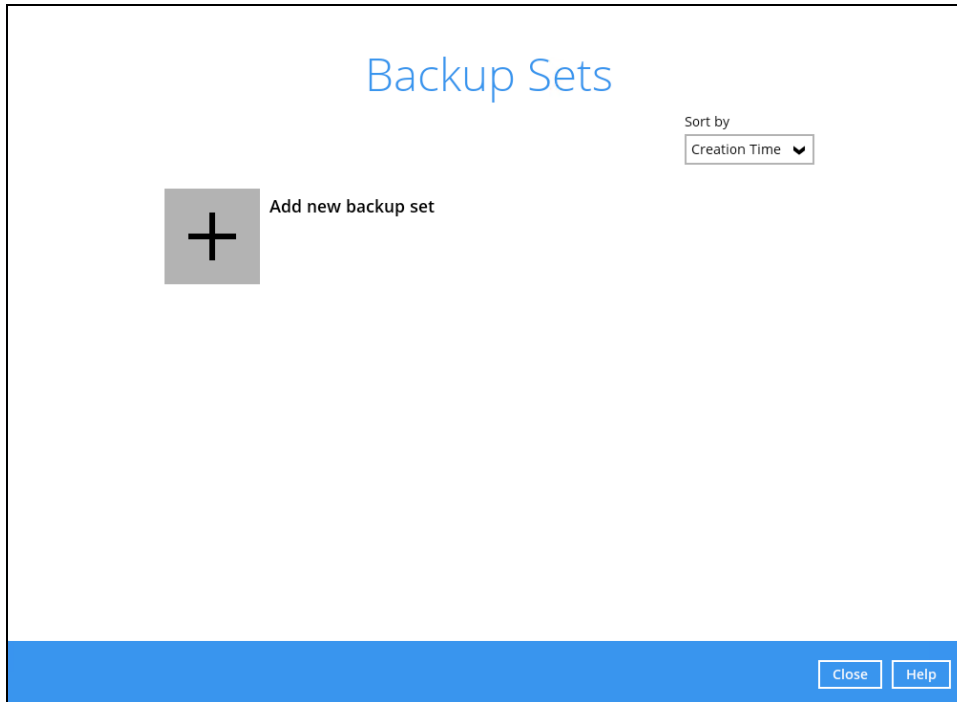 Backup Sets
Sort by
Creation Time
Add new backup set
Close
Help